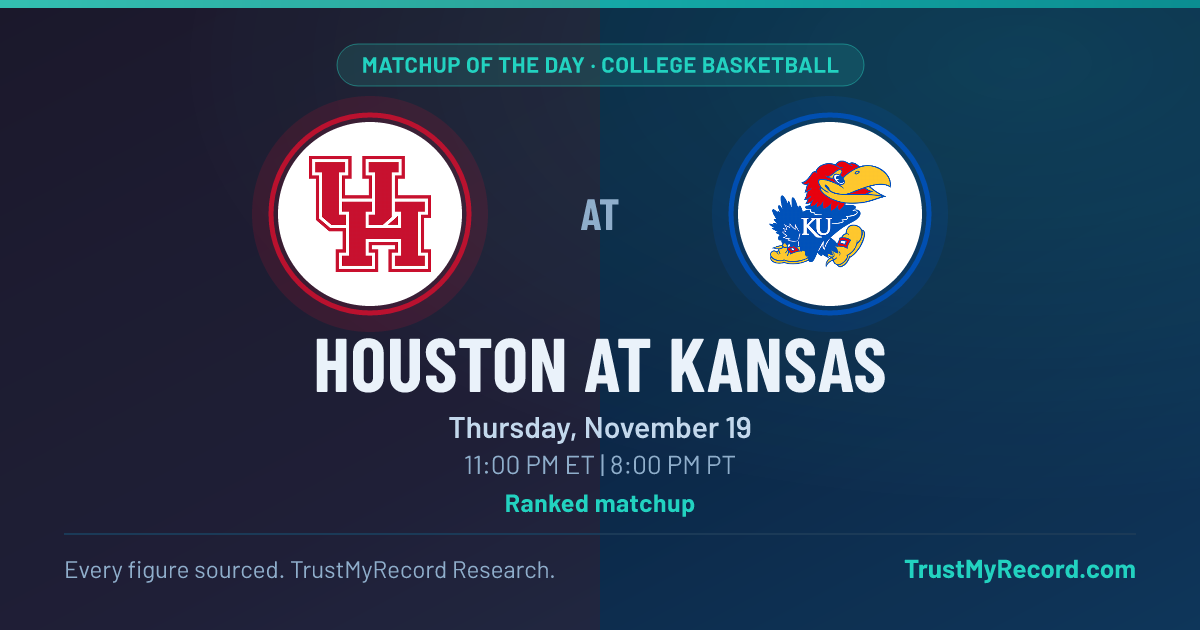 MATCHUP OF THE DAY · COLLEGE BASKETBALL
UH
AT
KU
HOUSTON AT KANSAS
Thursday, November 19
11:00 PM ET | 8:00 PM PT
Ranked matchup
Every figure sourced. TrustMyRecord Research.
TrustMyRecord.com